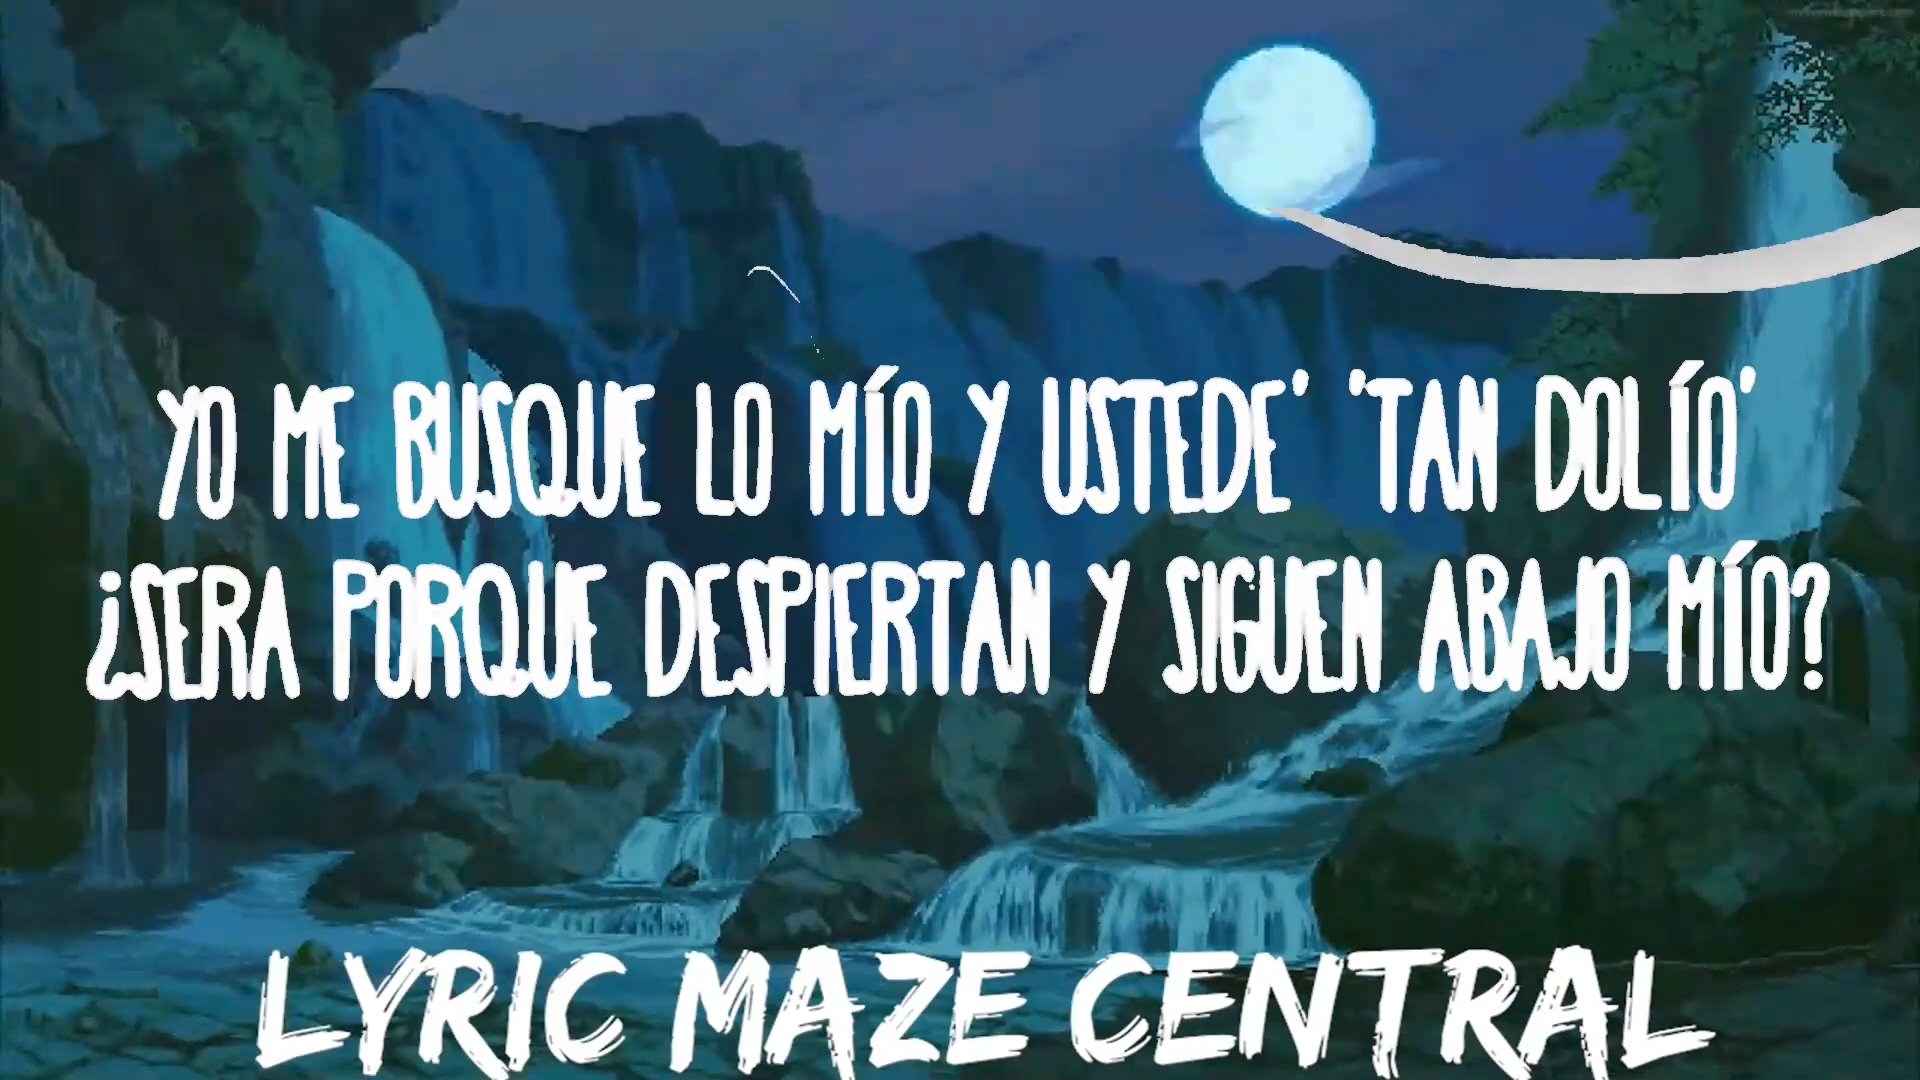 YO ME BUSQUE LO MÍO Y USTEDE' 'TAN DOLÍO'
¿SERA PORQUE DESPIERTAN Y SIGUEN ABAJO MÍO?
LYRIC MAZE CENTRAL